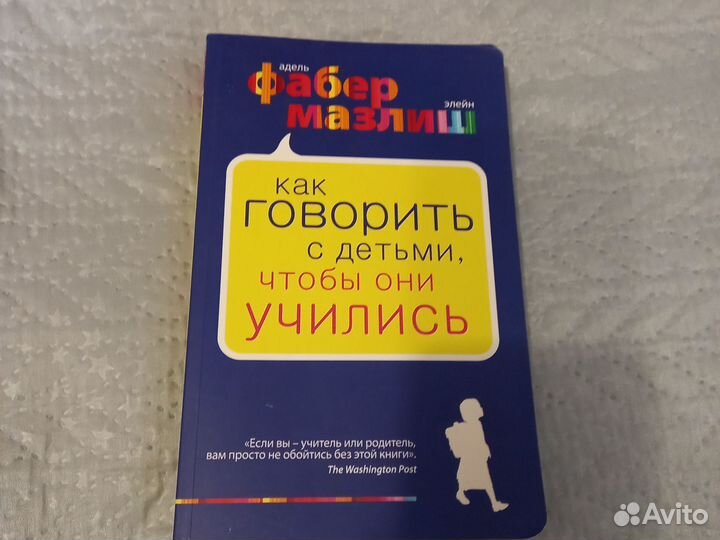 адель
фабер
элейн
мазлиш
как
говорить
с детьми,
чтобы они
учились
«Если вы – учитель или родитель,
вам просто не обойтись без этой книги».
The Washington Post
Avito